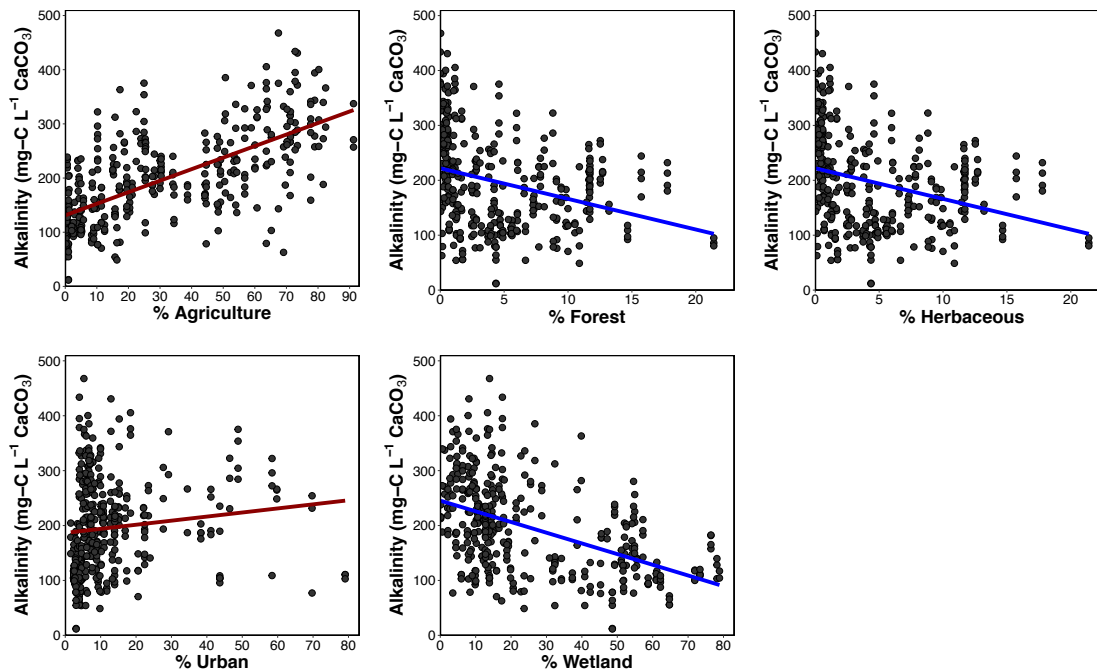 Alkalinity (mg–C L⁻¹ CaCO₃)
500
400
300
200
100
0
0 10 20 30 40 50 60 70 80 90
% Agriculture
Alkalinity (mg–C L⁻¹ CaCO₃)
500
400
300
200
100
0
0 5 10 15 20
% Forest
Alkalinity (mg–C L⁻¹ CaCO₃)
500
400
300
200
100
0
0 5 10 15 20
% Herbaceous
Alkalinity (mg–C L⁻¹ CaCO₃)
500
400
300
200
100
0
0 10 20 30 40 50 60 70 80
% Urban
Alkalinity (mg–C L⁻¹ CaCO₃)
500
400
300
200
100
0
0 10 20 30 40 50 60 70 80
% Wetland